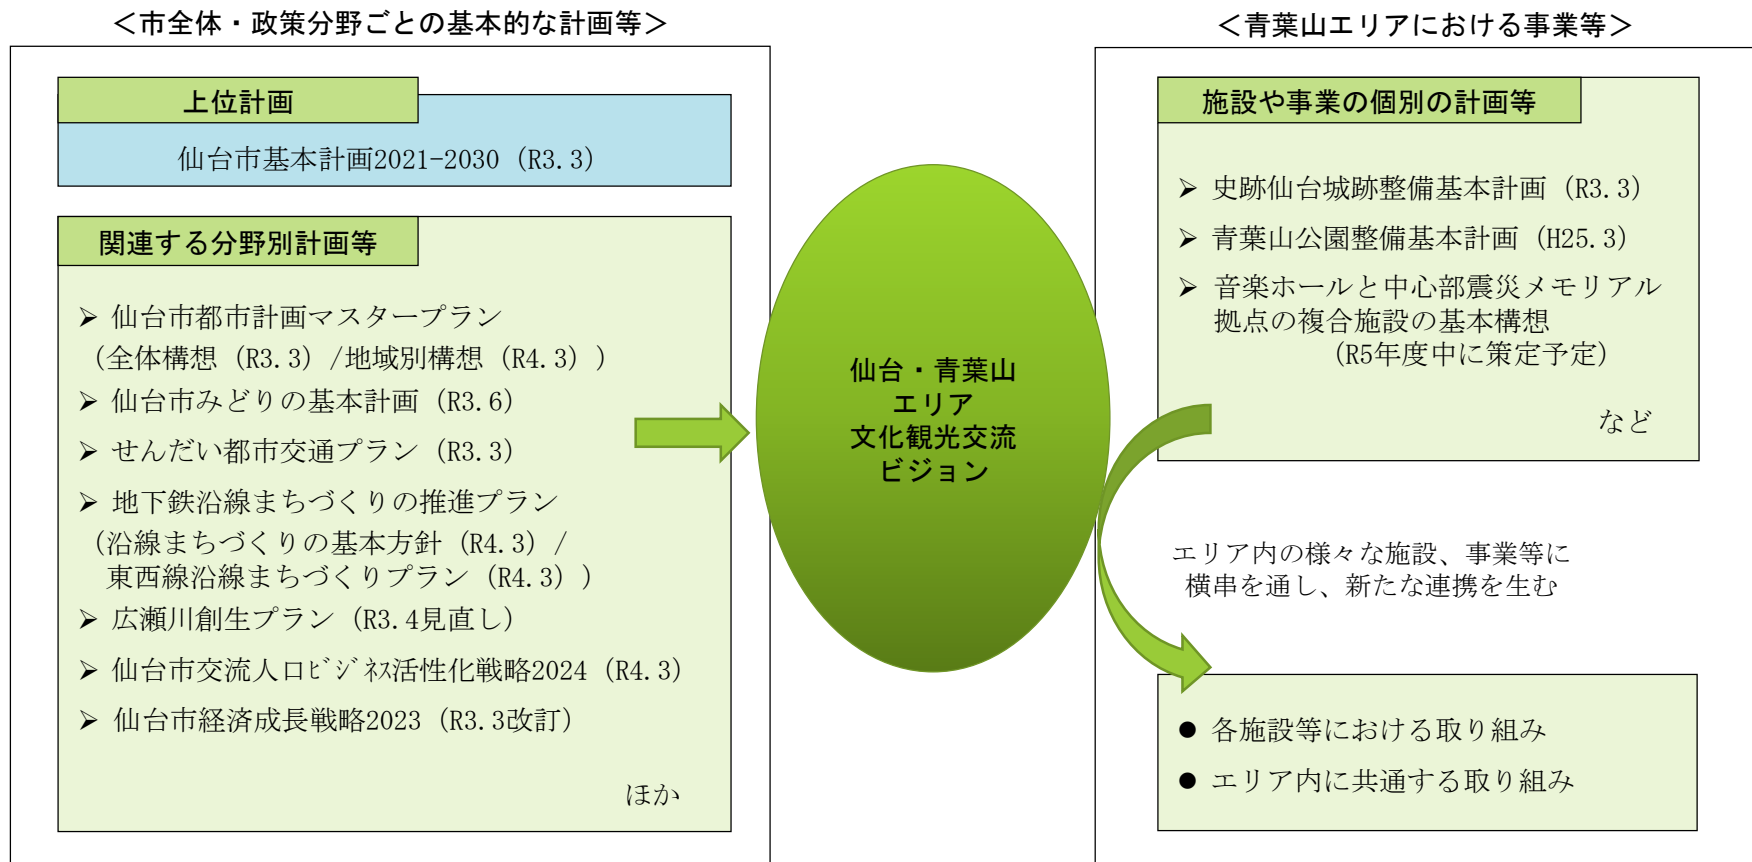 ＜市全体・政策分野ごとの基本的な計画等＞
上位計画
仙台市基本計画2021-2030（R3.3）
関連する分野別計画等
➢ 仙台市都市計画マスタープラン
（全体構想（R3.3）/地域別構想（R4.3））
➢ 仙台市みどりの基本計画（R3.6）
➢ せんだい都市交通プラン（R3.3）
➢ 地下鉄沿線まちづくりの推進プラン
（沿線まちづくりの基本方針（R4.3）/
東西線沿線まちづくりプラン（R4.3））
➢ 広瀬川創生プラン（R3.4見直し）
➢ 仙台市交流人口ﾋﾞｼﾞﾈｽ活性化戦略2024（R4.3）
➢ 仙台市経済成長戦略2023（R3.3改訂）
ほか
仙台・青葉山
エリア
文化観光交流
ビジョン
＜青葉山エリアにおける事業等＞
施設や事業の個別の計画等
➢ 史跡仙台城跡整備基本計画（R3.3）
➢ 青葉山公園整備基本計画（H25.3）
➢ 音楽ホールと中心部震災メモリアル
拠点の複合施設の基本構想
（R5年度中に策定予定）
など
エリア内の様々な施設、事業等に
横串を通し、新たな連携を生む
● 各施設等における取り組み
● エリア内に共通する取り組み